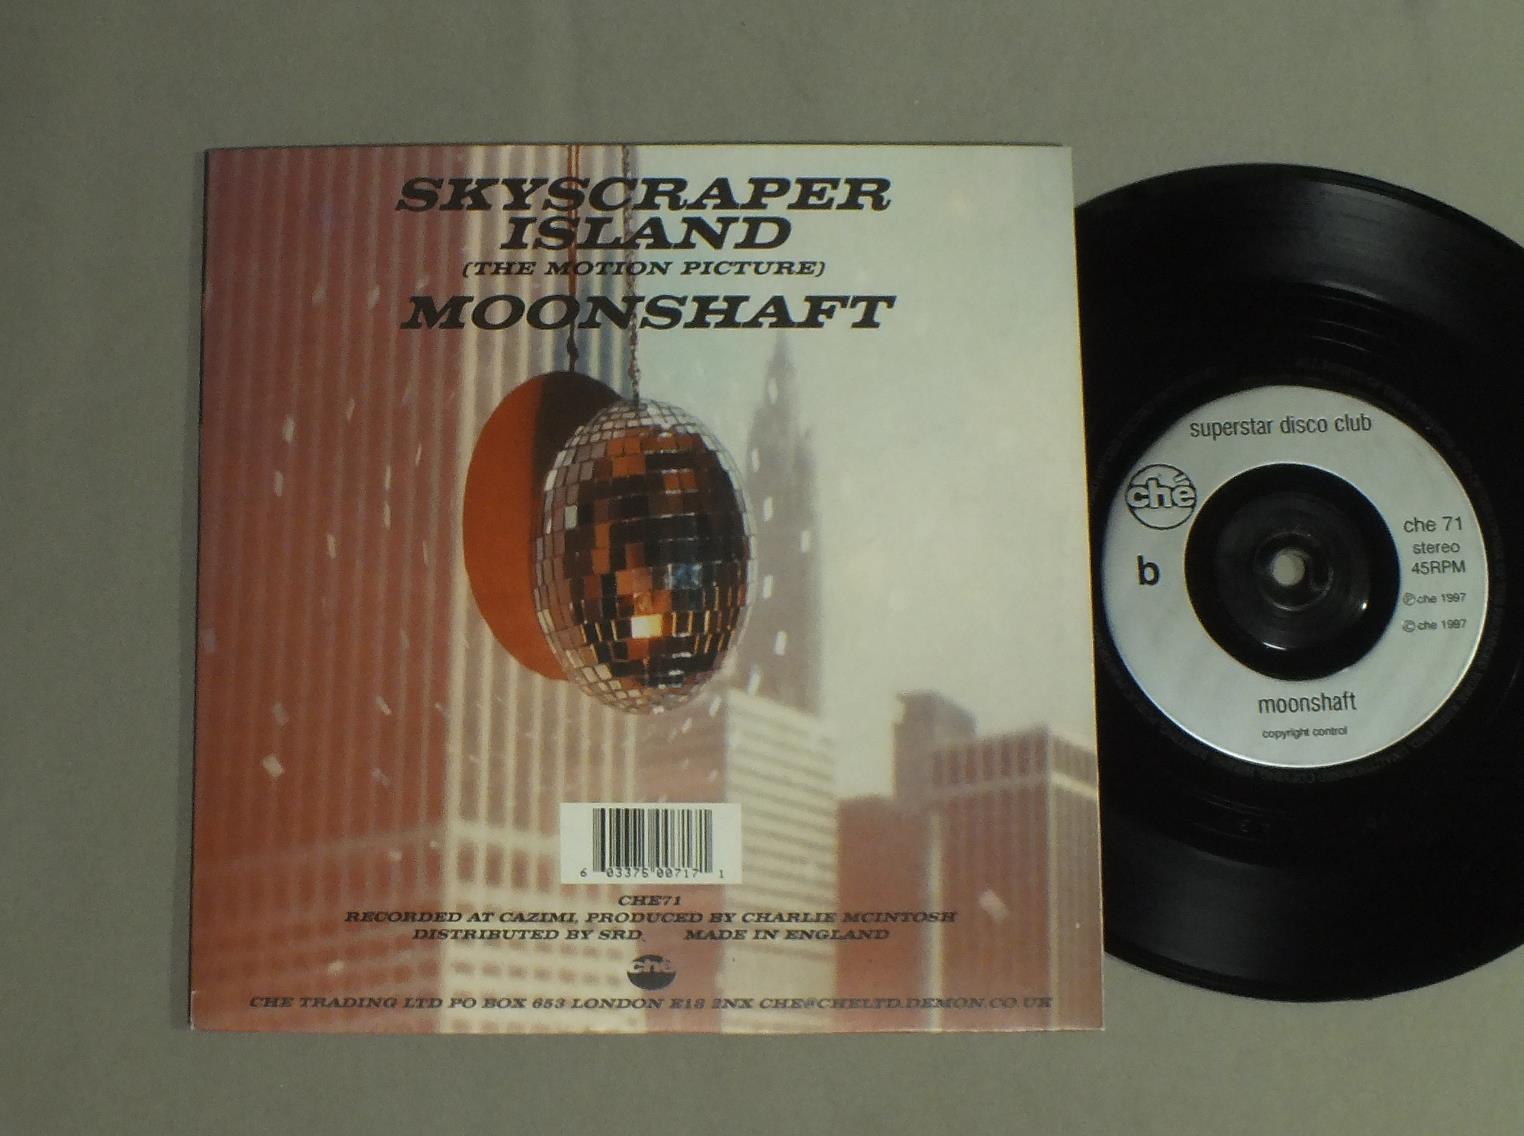 SKYSCRAPER
ISLAND
(THE MOTION PICTURE)
MOONSHAFT
6 03375 00717 1
CHE71
RECORDED AT CAZIMI, PRODUCED BY CHARLIE MCINTOSH
DISTRIBUTED BY SRD. MADE IN ENGLAND
ché
CHE TRADING LTD PO BOX 653 LONDON E18 2NX CHE@CHELTD.DEMON.CO.UK
superstar disco club
ché
che 71
stereo
45RPM
b
℗ che 1997
© che 1997
moonshaft
copyright control